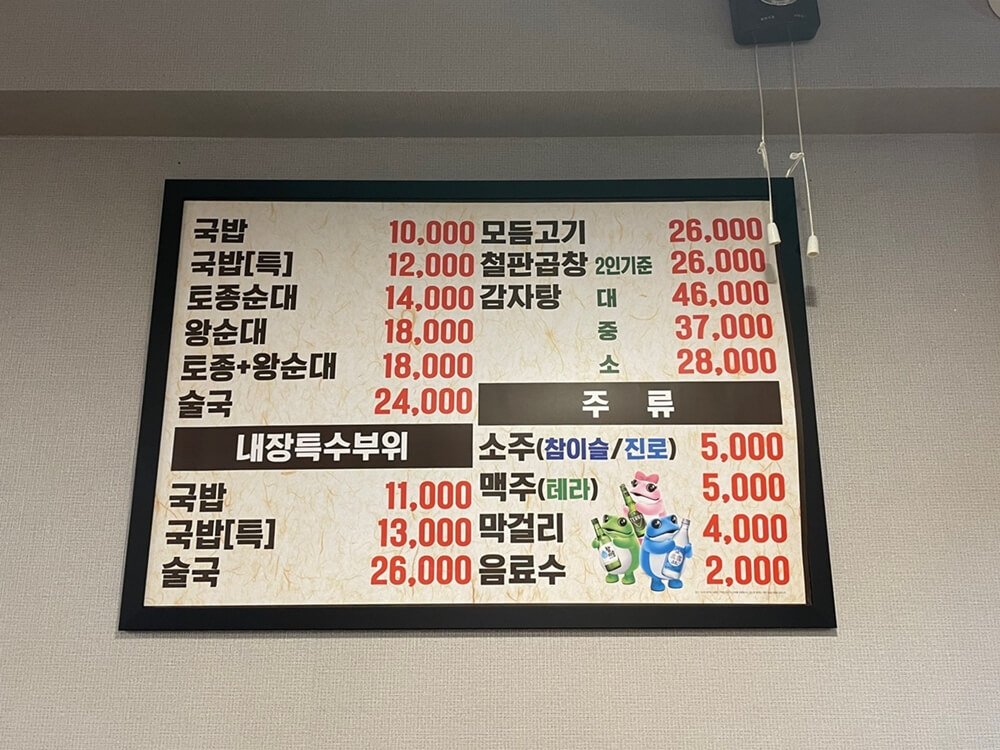 국밥 10,000
국밥[특] 12,000
토종순대 14,000
왕순대 18,000
토종+왕순대 18,000
술국 24,000
내장특수부위
국밥 11,000
국밥[특] 13,000
술국 26,000
모듬고기 26,000
철판곱창 2인기준 26,000
감자탕 대 46,000
중 37,000
소 28,000
주 류
소주(참이슬/진로) 5,000
맥주(테라) 5,000
막걸리 4,000
음료수 2,000